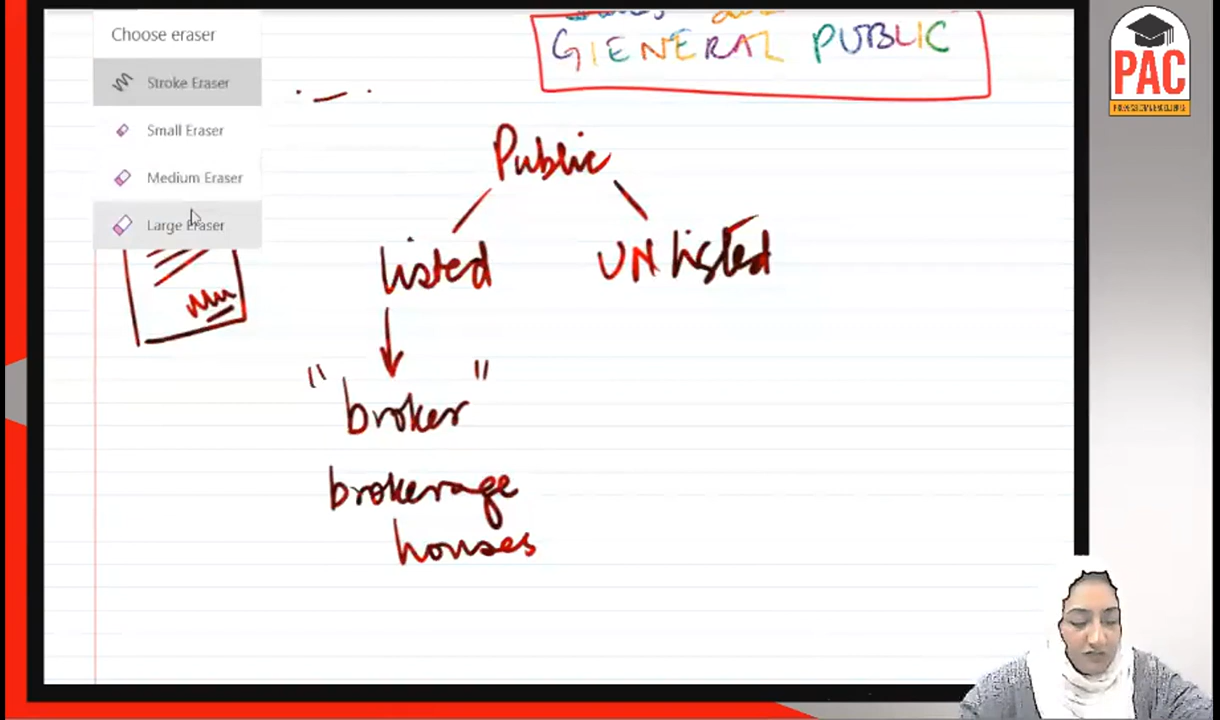 Choose eraser
GENERAL PUBLIC
PAC
Stroke Eraser
Small Eraser
Public
Medium Eraser
Large Eraser
listed UNlisted
"broker"
brokerage
houses